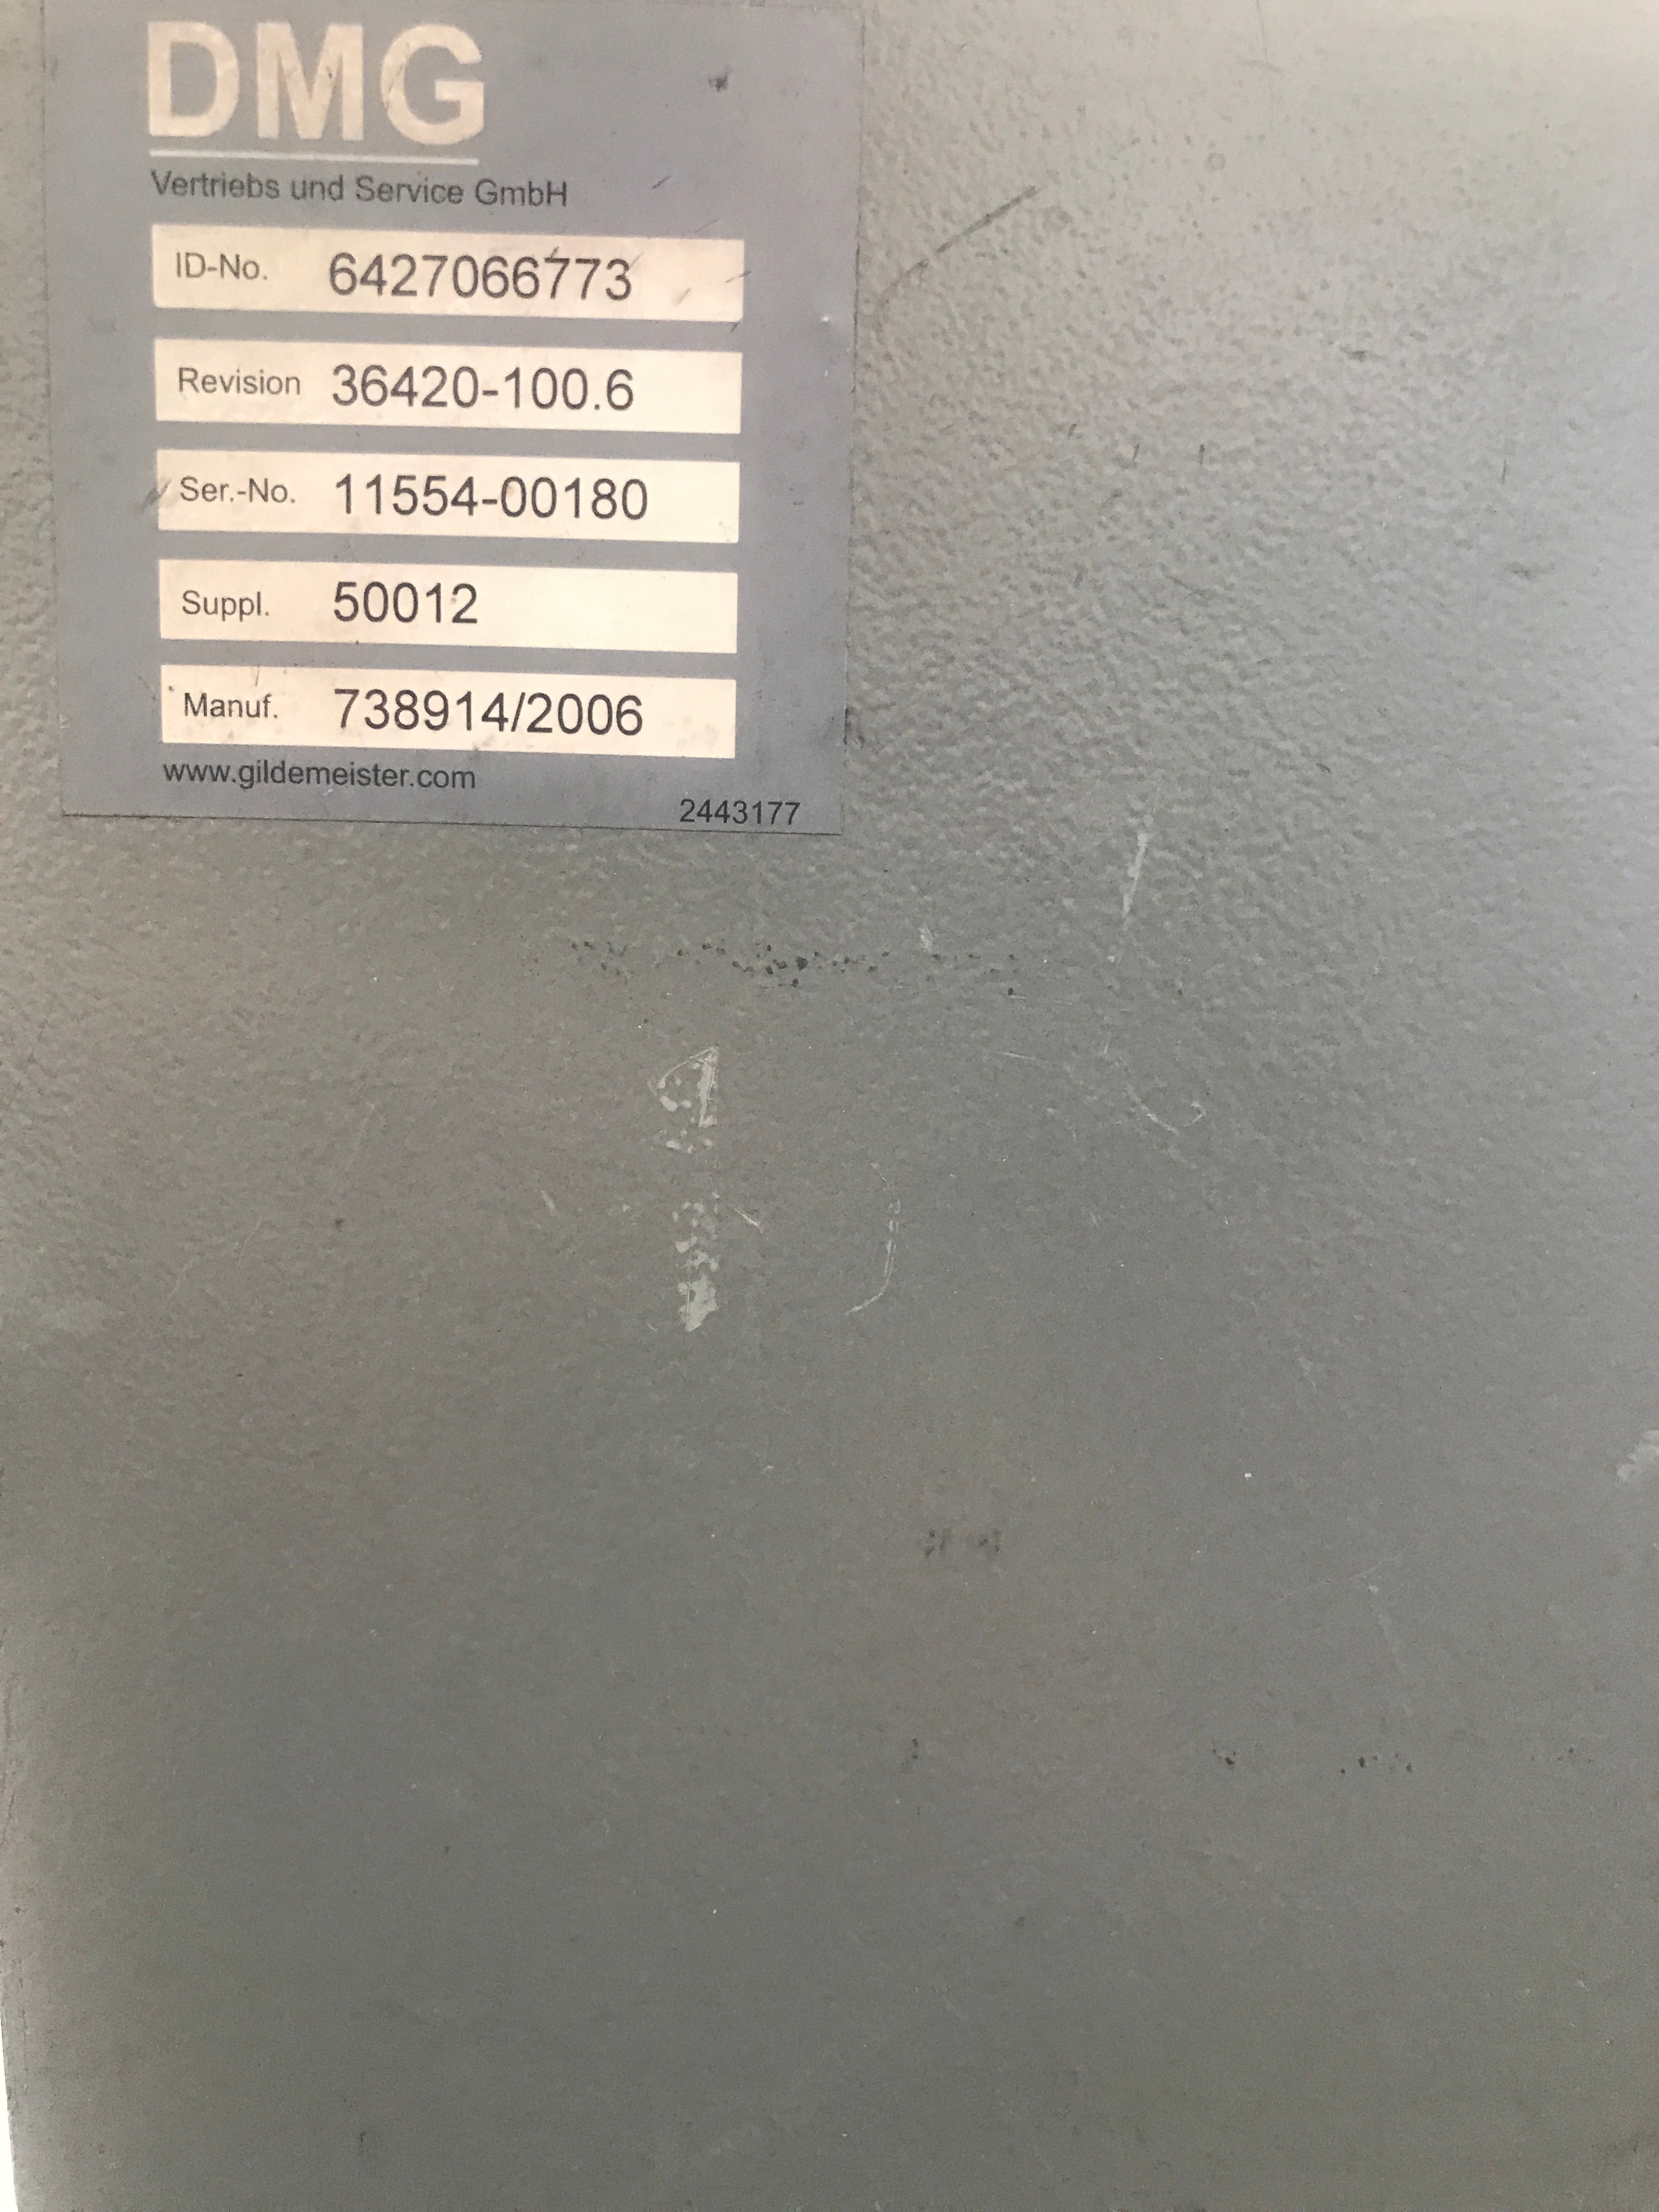 DMG
Vertriebs und Service GmbH
ID-No. 6427066773
Revision 36420-100.6
Ser.-No. 11554-00180
Suppl. 50012
Manuf. 738914/2006
www.gildemeister.com
2443177